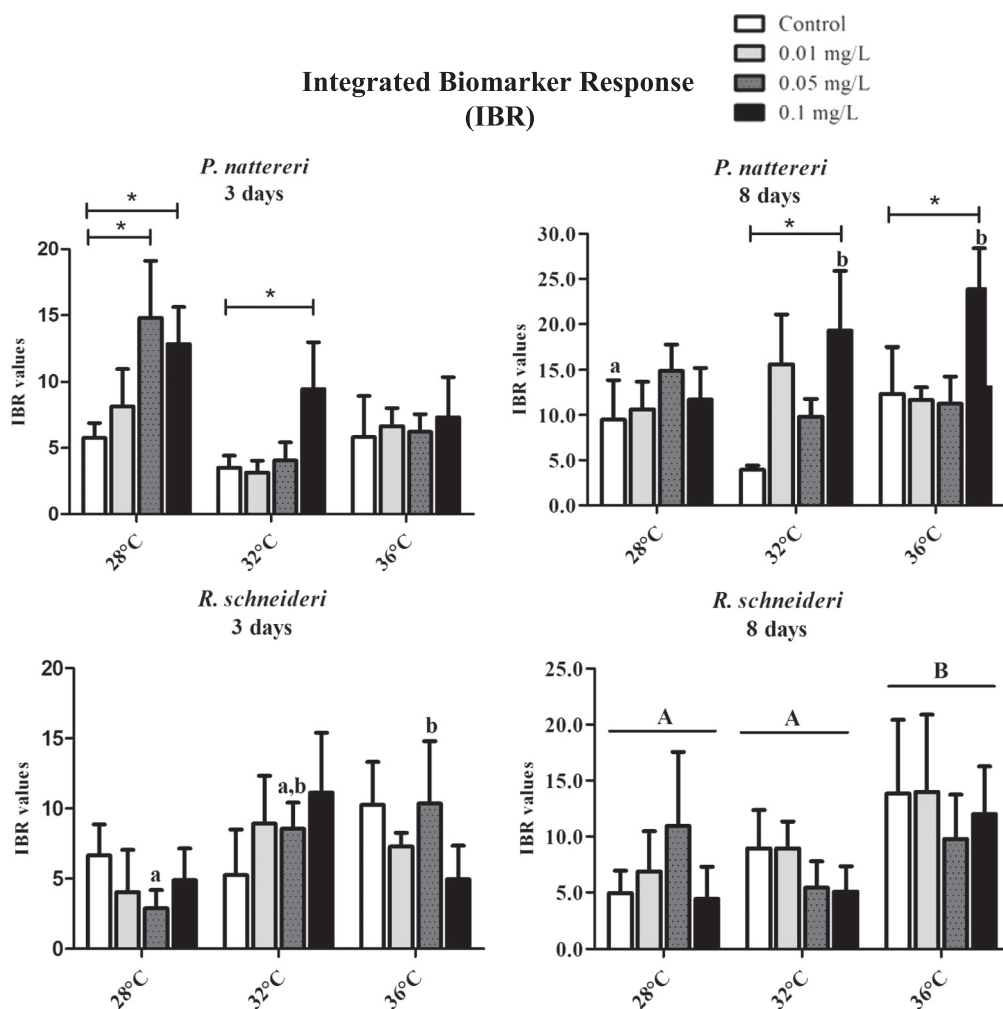 Control
0.01 mg/L
0.05 mg/L
0.1 mg/L
Integrated Biomarker Response
(IBR)
P. nattereri
3 days
*
*
*
20
15
10
5
0
IBR values
28°C
32°C
36°C
P. nattereri
8 days
*
*
a
b
b
30.0
25.0
20.0
15.0
10.0
5.0
0.0
IBR values
28°C
32°C
36°C
R. schneideri
3 days
a
a,b
b
20
15
10
5
0
IBR values
28°C
32°C
36°C
R. schneideri
8 days
A
A
B
25.0
20.0
15.0
10.0
5.0
0.0
IBR values
28°C
32°C
36°C